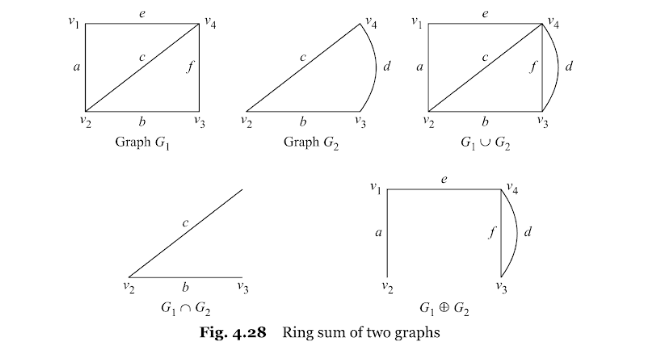 e e
v1 v4 v4 v1 v4
a c f c d a c f d
v2 b v3 v2 b v3 v2 b v3
Graph G1 Graph G2 G1 ∪ G2
e
v1 v4
c a f d
v2 b v3 v2 v3
G1 ∩ G2 G1 ⊕ G2
Fig. 4.28 Ring sum of two graphs